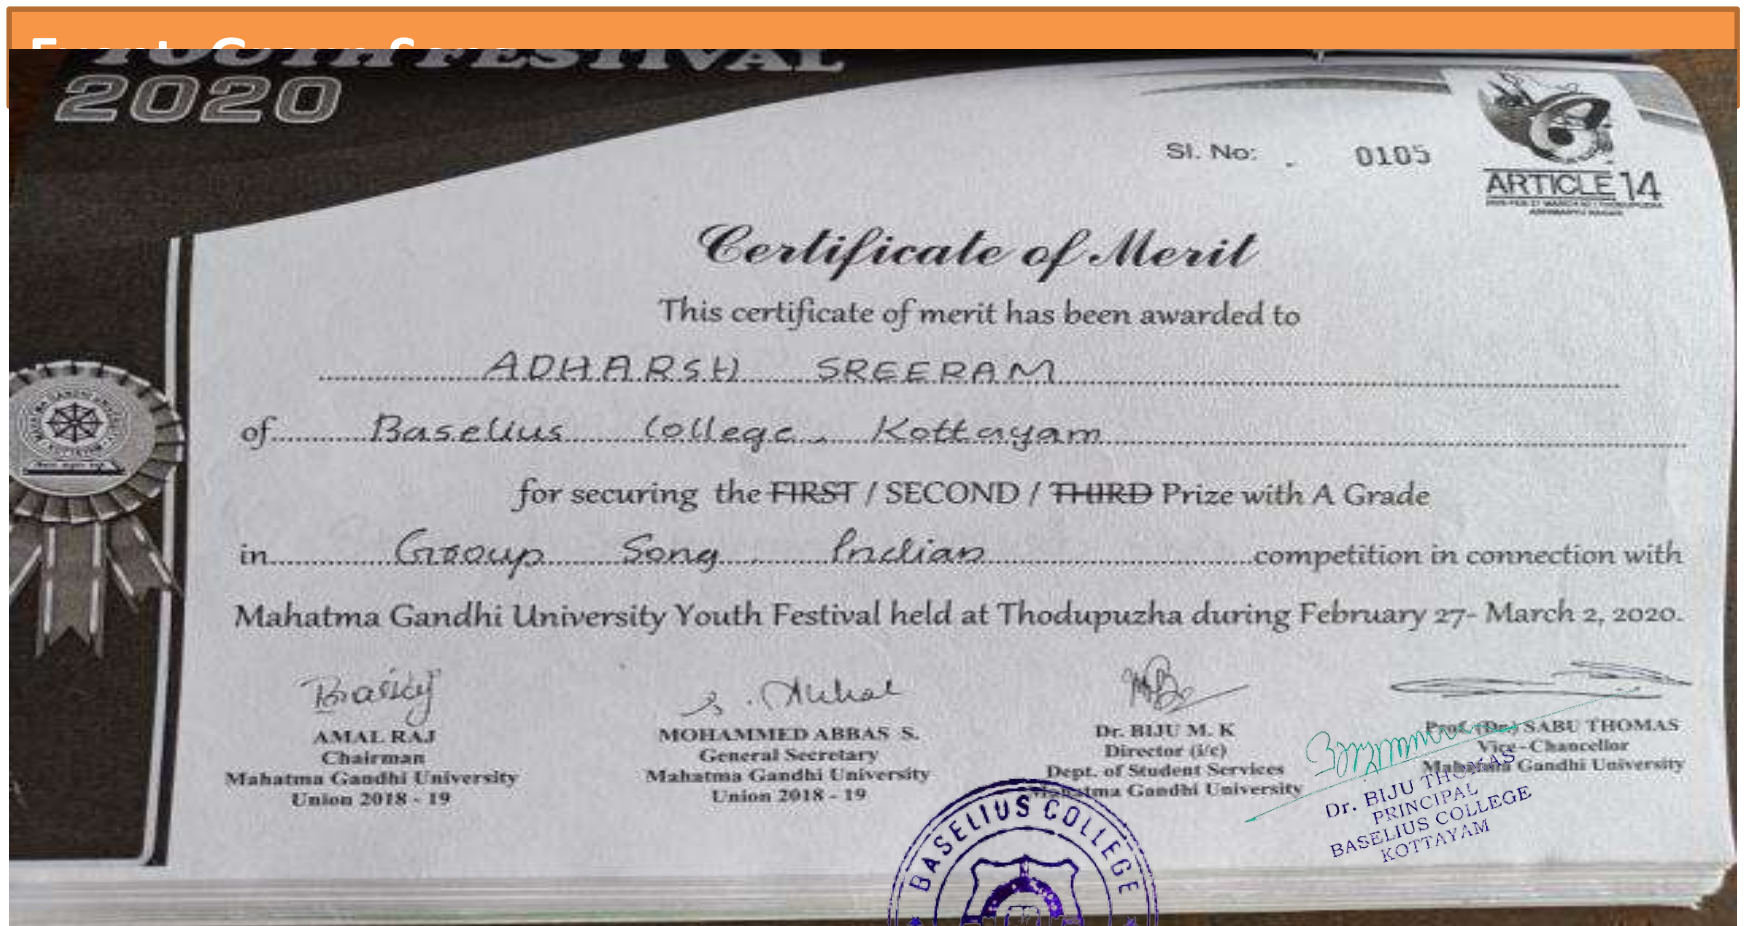 Event: Group Song
YOUTH FESTIVAL
2020
Sl. No: . 0105
ARTICLE 14
Certificate of Merit
This certificate of merit has been awarded to
ADHARSH SREERAM
of Baselius College, Kottayam
for securing the FIRST / SECOND / THIRD Prize with A Grade
in Group Song Indian competition in connection with
Mahatma Gandhi University Youth Festival held at Thodupuzha during February 27- March 2, 2020.
AMAL RAJ
Chairman
Mahatma Gandhi University
Union 2018 - 19
MOHAMMED ABBAS S.
General Secretary
Mahatma Gandhi University
Union 2018 - 19
Dr. BIJU M. K
Director (i/c)
Dept. of Student Services
Mahatma Gandhi University
Prof. (Dr.) SABU THOMAS
Vice-Chancellor
Mahatma Gandhi University
Dr. BIJU THOMAS
PRINCIPAL
BASELIUS COLLEGE
KOTTAYAM
BASELIUS COLLEGE